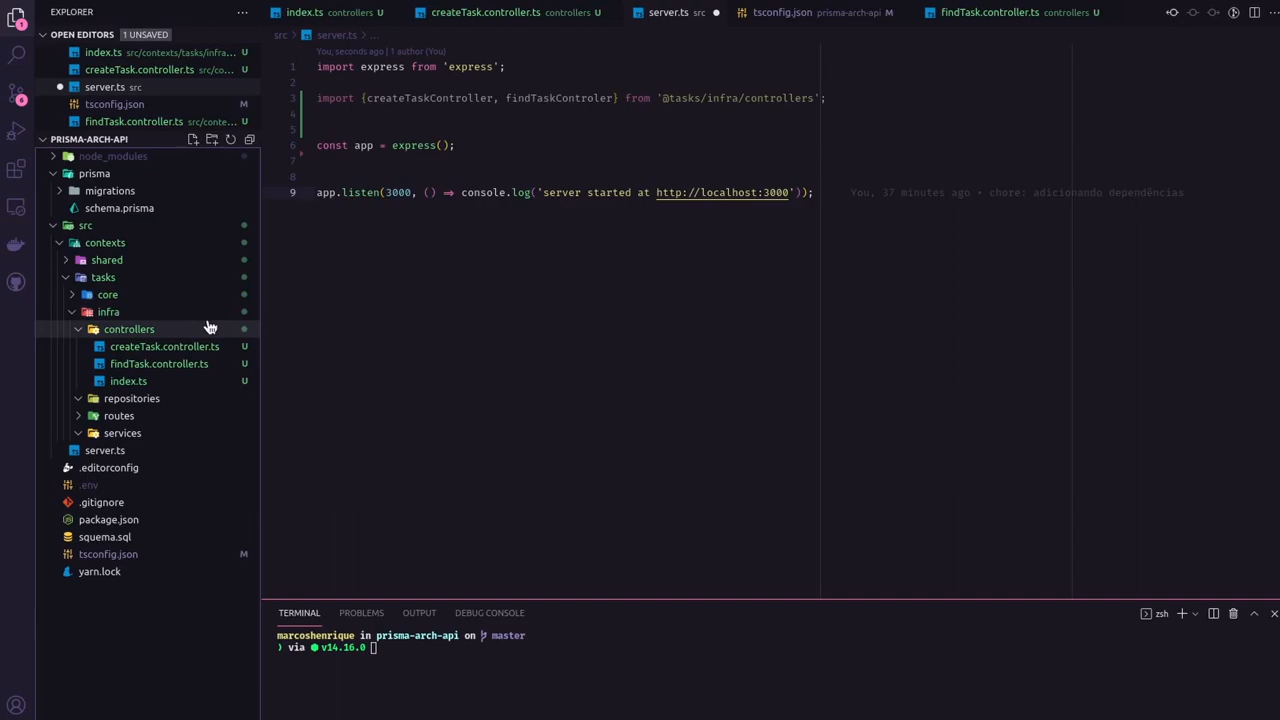 EXPLORER
OPEN EDITORS 1 UNSAVED
index.ts src/contexts/tasks/infra... U
createTask.controller.ts src/co... U
server.ts src
tsconfig.json M
findTask.controller.ts src/conte... U
PRISMA-ARCH-API
node_modules
prisma
migrations
schema.prisma
src
contexts
shared
tasks
core
infra
controllers
createTask.controller.ts U
findTask.controller.ts U
index.ts U
repositories
routes
services
server.ts
.editorconfig
.env
.gitignore
package.json
squema.sql
tsconfig.json M
yarn.lock
index.ts controllers U
createTask.controller.ts controllers U
server.ts src
tsconfig.json prisma-arch-api M
findTask.controller.ts controllers U
src > server.ts > ...
You, seconds ago | 1 author (You)
1 import express from 'express';
2
3 import {createTaskController, findTaskControler} from '@tasks/infra/controllers';
4
5
6 const app = express();
7
8
9 app.listen(3000, () => console.log('server started at http://localhost:3000')); You, 37 minutes ago • chore: adicionando dependências
TERMINAL PROBLEMS OUTPUT DEBUG CONSOLE
zsh
marcoshenrique in prisma-arch-api on master
) via v14.16.0
1
6